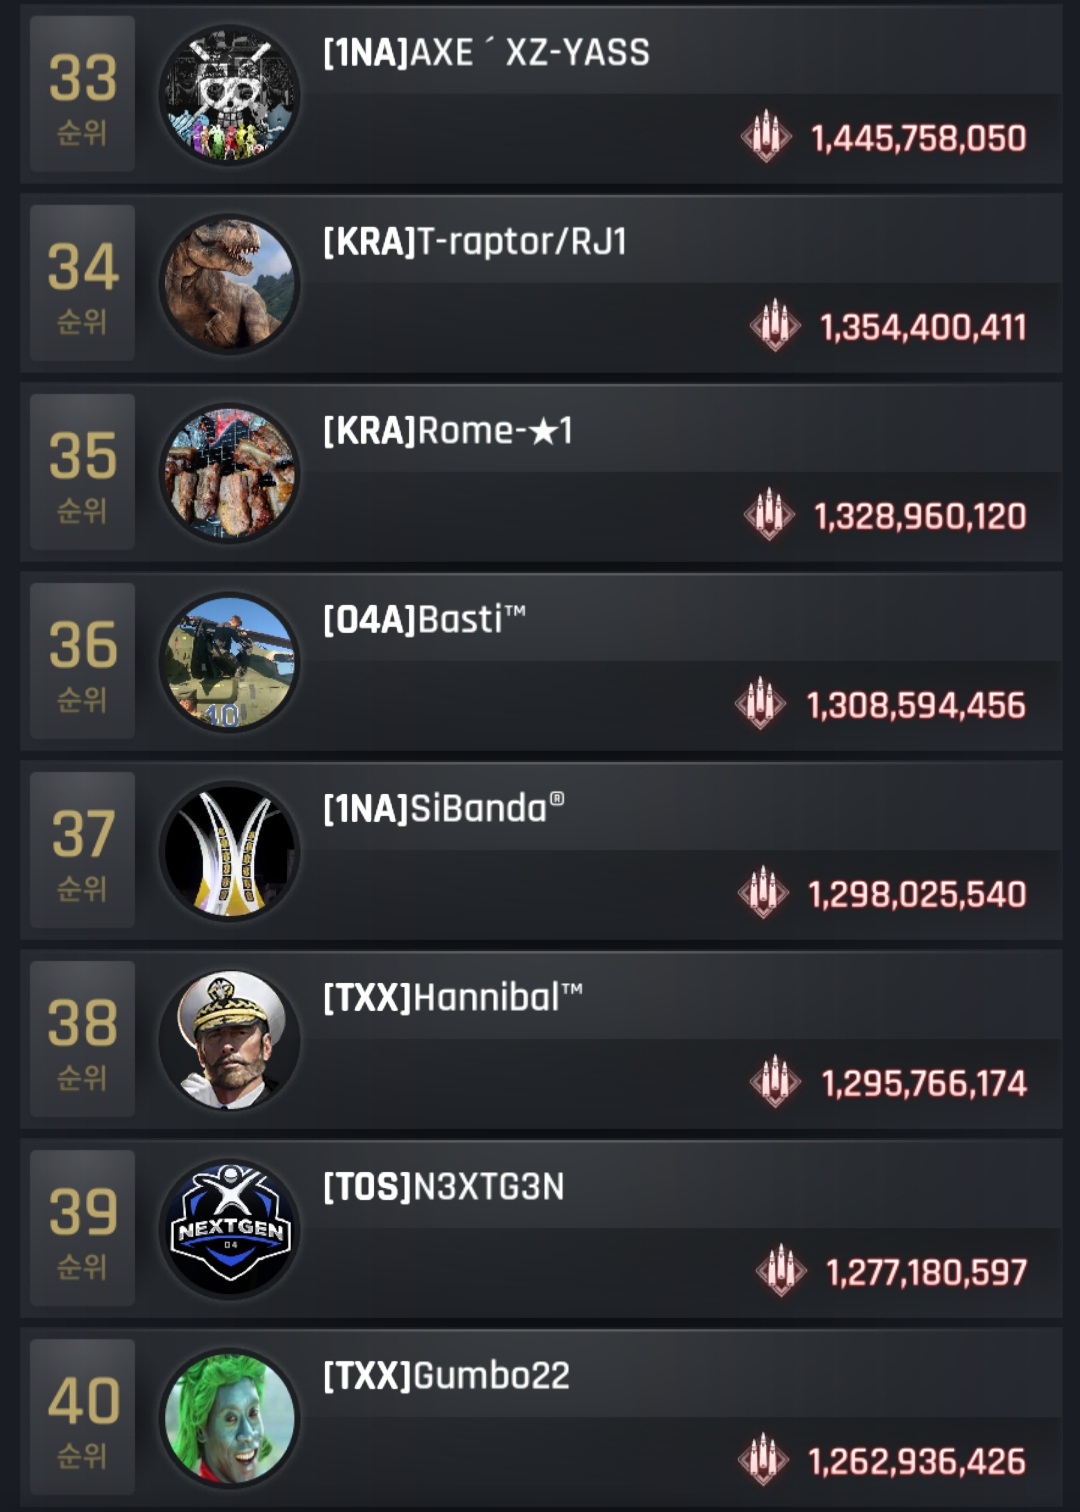 33
순위
[1NA]AXE ´ XZ-YASS
1,445,758,050
34
순위
[KRA]T-raptor/RJ1
1,354,400,411
35
순위
[KRA]Rome-★1
1,328,960,120
36
순위
[O4A]Basti™
40
1,308,594,456
37
순위
[1NA]SiBanda®
1,298,025,540
38
순위
[TXX]Hannibal™
1,295,766,174
39
순위
NEXTGEN
04
[TOS]N3XTG3N
1,277,180,597
40
순위
[TXX]Gumbo22
1,262,936,426